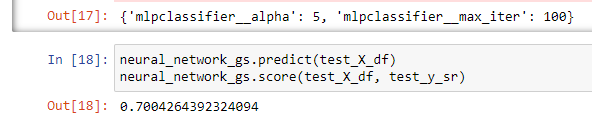 Out[17]: {'mlpclassifier__alpha': 5, 'mlpclassifier__max_iter': 100}
In [18]: neural_network_gs.predict(test_X_df)
neural_network_gs.score(test_X_df, test_y_sr)
Out[18]: 0.7004264392324094